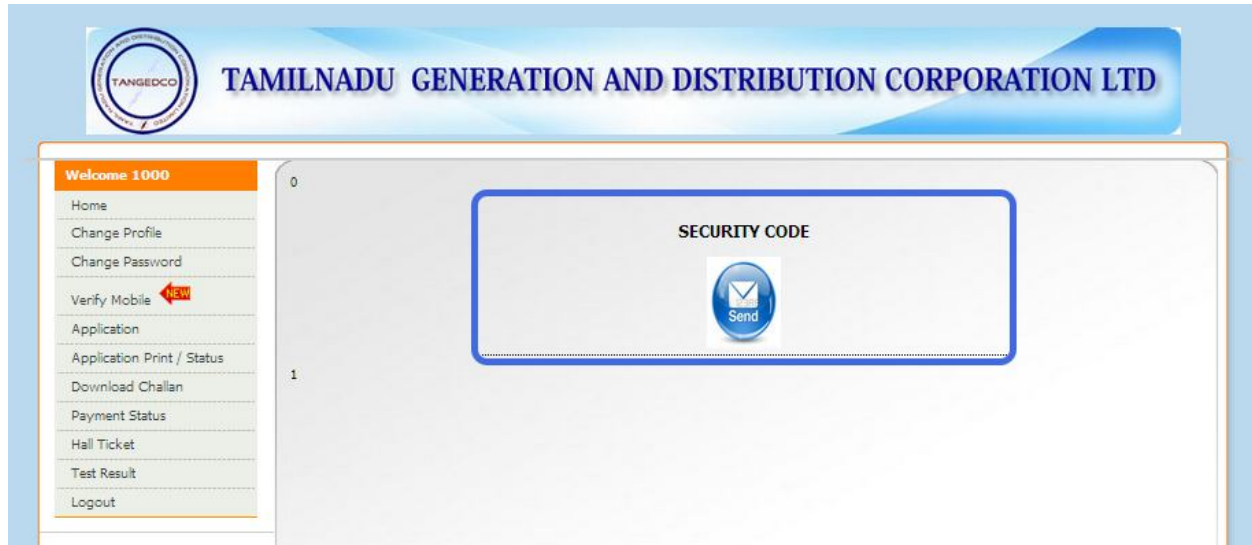 TANGEDCO
TAMILNADU GENERATION AND DISTRIBUTION CORPORATION LTD
Welcome 1000
Home
Change Profile
Change Password
Verify Mobile NEW
Application
Application Print / Status
Download Challan
Payment Status
Hall Ticket
Test Result
Logout
0
SECURITY CODE
Send
1